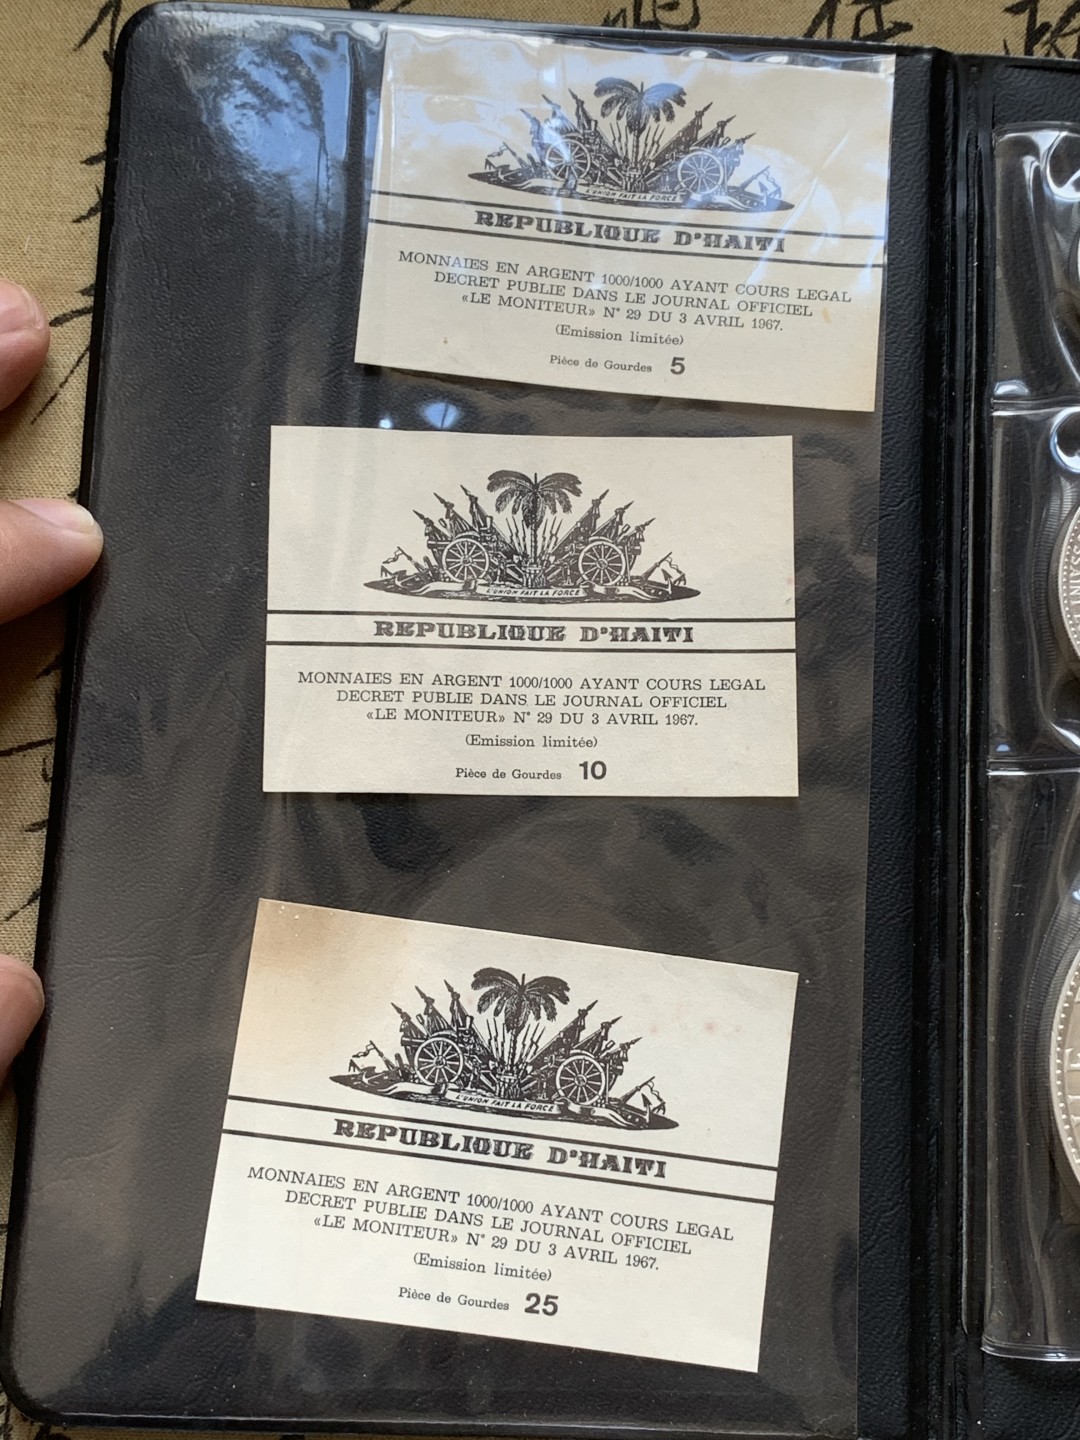 L'UNION FAIT LA FORCE
REPUBLIQUE D'HAITI
MONNAIES EN ARGENT 1000/1000 AYANT COURS LEGAL
DECRET PUBLIE DANS LE JOURNAL OFFICIEL
«LE MONITEUR» N° 29 DU 3 AVRIL 1967.
(Emission limitée)
Pièce de Gourdes 5
L'UNION FAIT LA FORCE
REPUBLIQUE D'HAITI
MONNAIES EN ARGENT 1000/1000 AYANT COURS LEGAL
DECRET PUBLIE DANS LE JOURNAL OFFICIEL
«LE MONITEUR» N° 29 DU 3 AVRIL 1967.
(Emission limitée)
Pièce de Gourdes 10
L'UNION FAIT LA FORCE
REPUBLIQUE D'HAITI
MONNAIES EN ARGENT 1000/1000 AYANT COURS LEGAL
DECRET PUBLIE DANS LE JOURNAL OFFICIEL
«LE MONITEUR» N° 29 DU 3 AVRIL 1967.
(Emission limitée)
Pièce de Gourdes 25